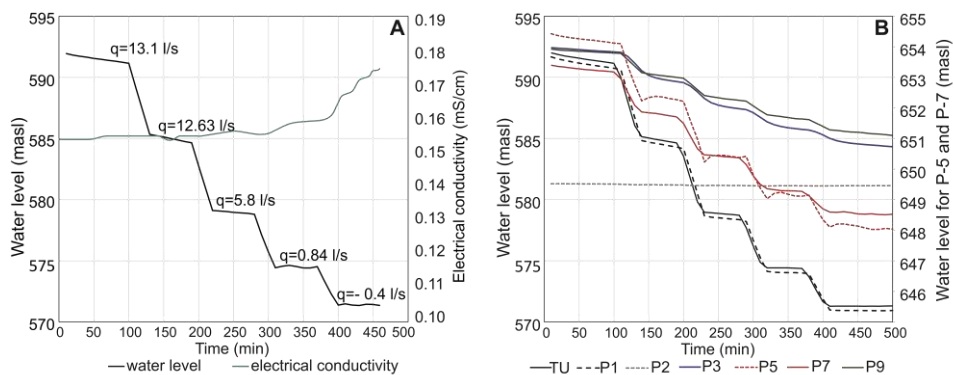 595
590
585
580
575
570
Water level (masl)
A
q=13.1 l/s
q=12.63 l/s
q=5.8 l/s
q=0.84 l/s
q=- 0.4 l/s
0.19
0.18
0.17
0.16
0.15
0.14
0.13
0.12
0.11
0.10
Electrical conductivity (mS/cm)
0 50 100 150 200 250 300 350 400 450 500
Time (min)
water level electrical conductivity
595
590
585
580
575
570
Water level (masl)
B
655
654
653
652
651
650
649
648
647
646
Water level for P-5 and P-7 (masl)
0 50 100 150 200 250 300 350 400 450 500
Time (min)
TU P1 P2 P3 P5 P7 P9